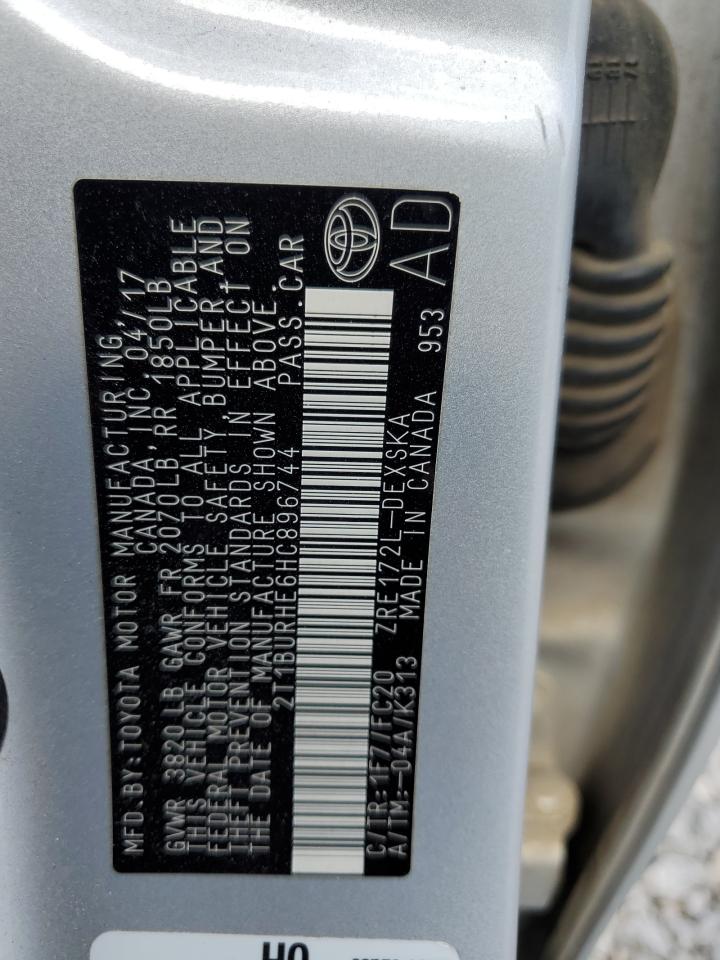 MFD.BY:TOYOTA MOTOR MANUFACTURING
CANADA, INC. 04/17
GVWR 3820LB GAWR FR 2070LB RR 1850LB
THIS VEHICLE CONFORMS TO ALL APPLICABLE
FEDERAL MOTOR VEHICLE SAFETY, BUMPER, AND
THEFT PREVENTION STANDARDS IN EFFECT ON
THE DATE OF MANUFACTURE SHOWN ABOVE.
2T1BURHE6HC896744 PASS.CAR
C/TR:1F7/FC20 ZRE172L-DEXSKA
A/TM:-04A/K313 MADE IN CANADA 953
AD
HO